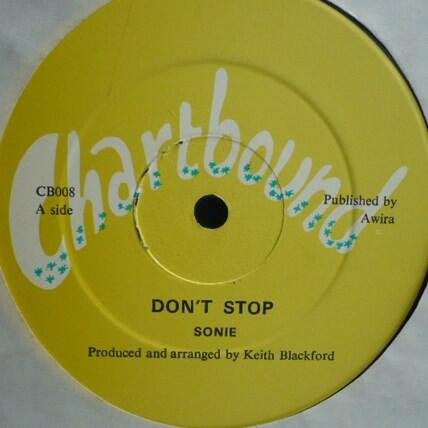 Chartbound
CB008
A side
Published by
Awira
DON'T STOP
SONIE
Produced and arranged by Keith Blackford